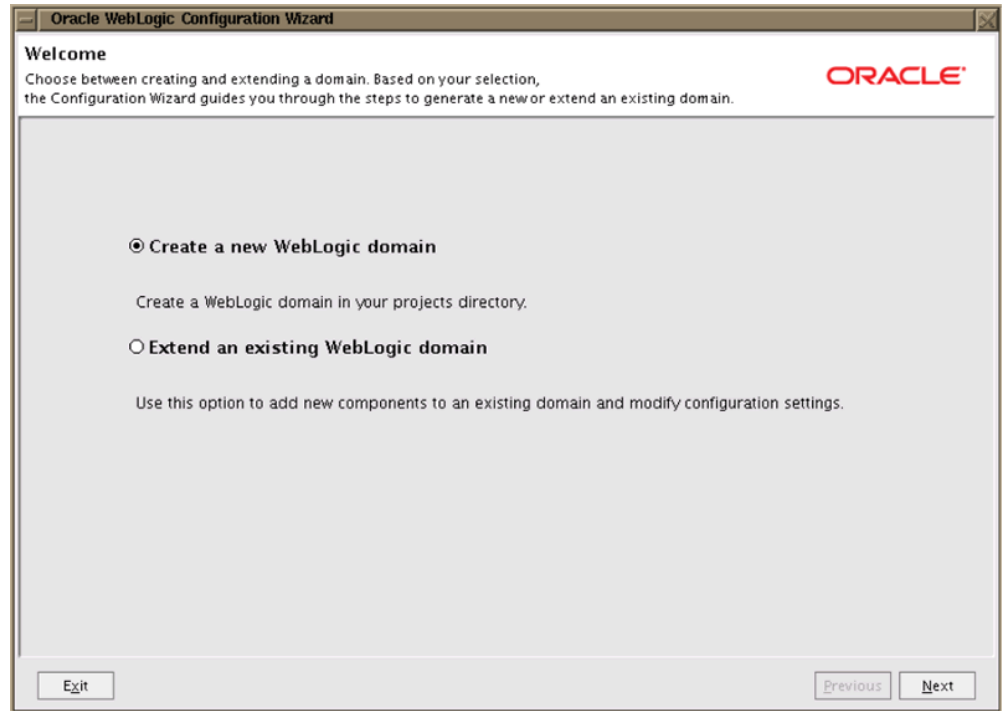 Oracle WebLogic Configuration Wizard
Welcome
Choose between creating and extending a domain. Based on your selection,
the Configuration Wizard guides you through the steps to generate a new or extend an existing domain.
ORACLE
Create a new WebLogic domain
Create a WebLogic domain in your projects directory.
Extend an existing WebLogic domain
Use this option to add new components to an existing domain and modify configuration settings.
Exit
Previous
Next